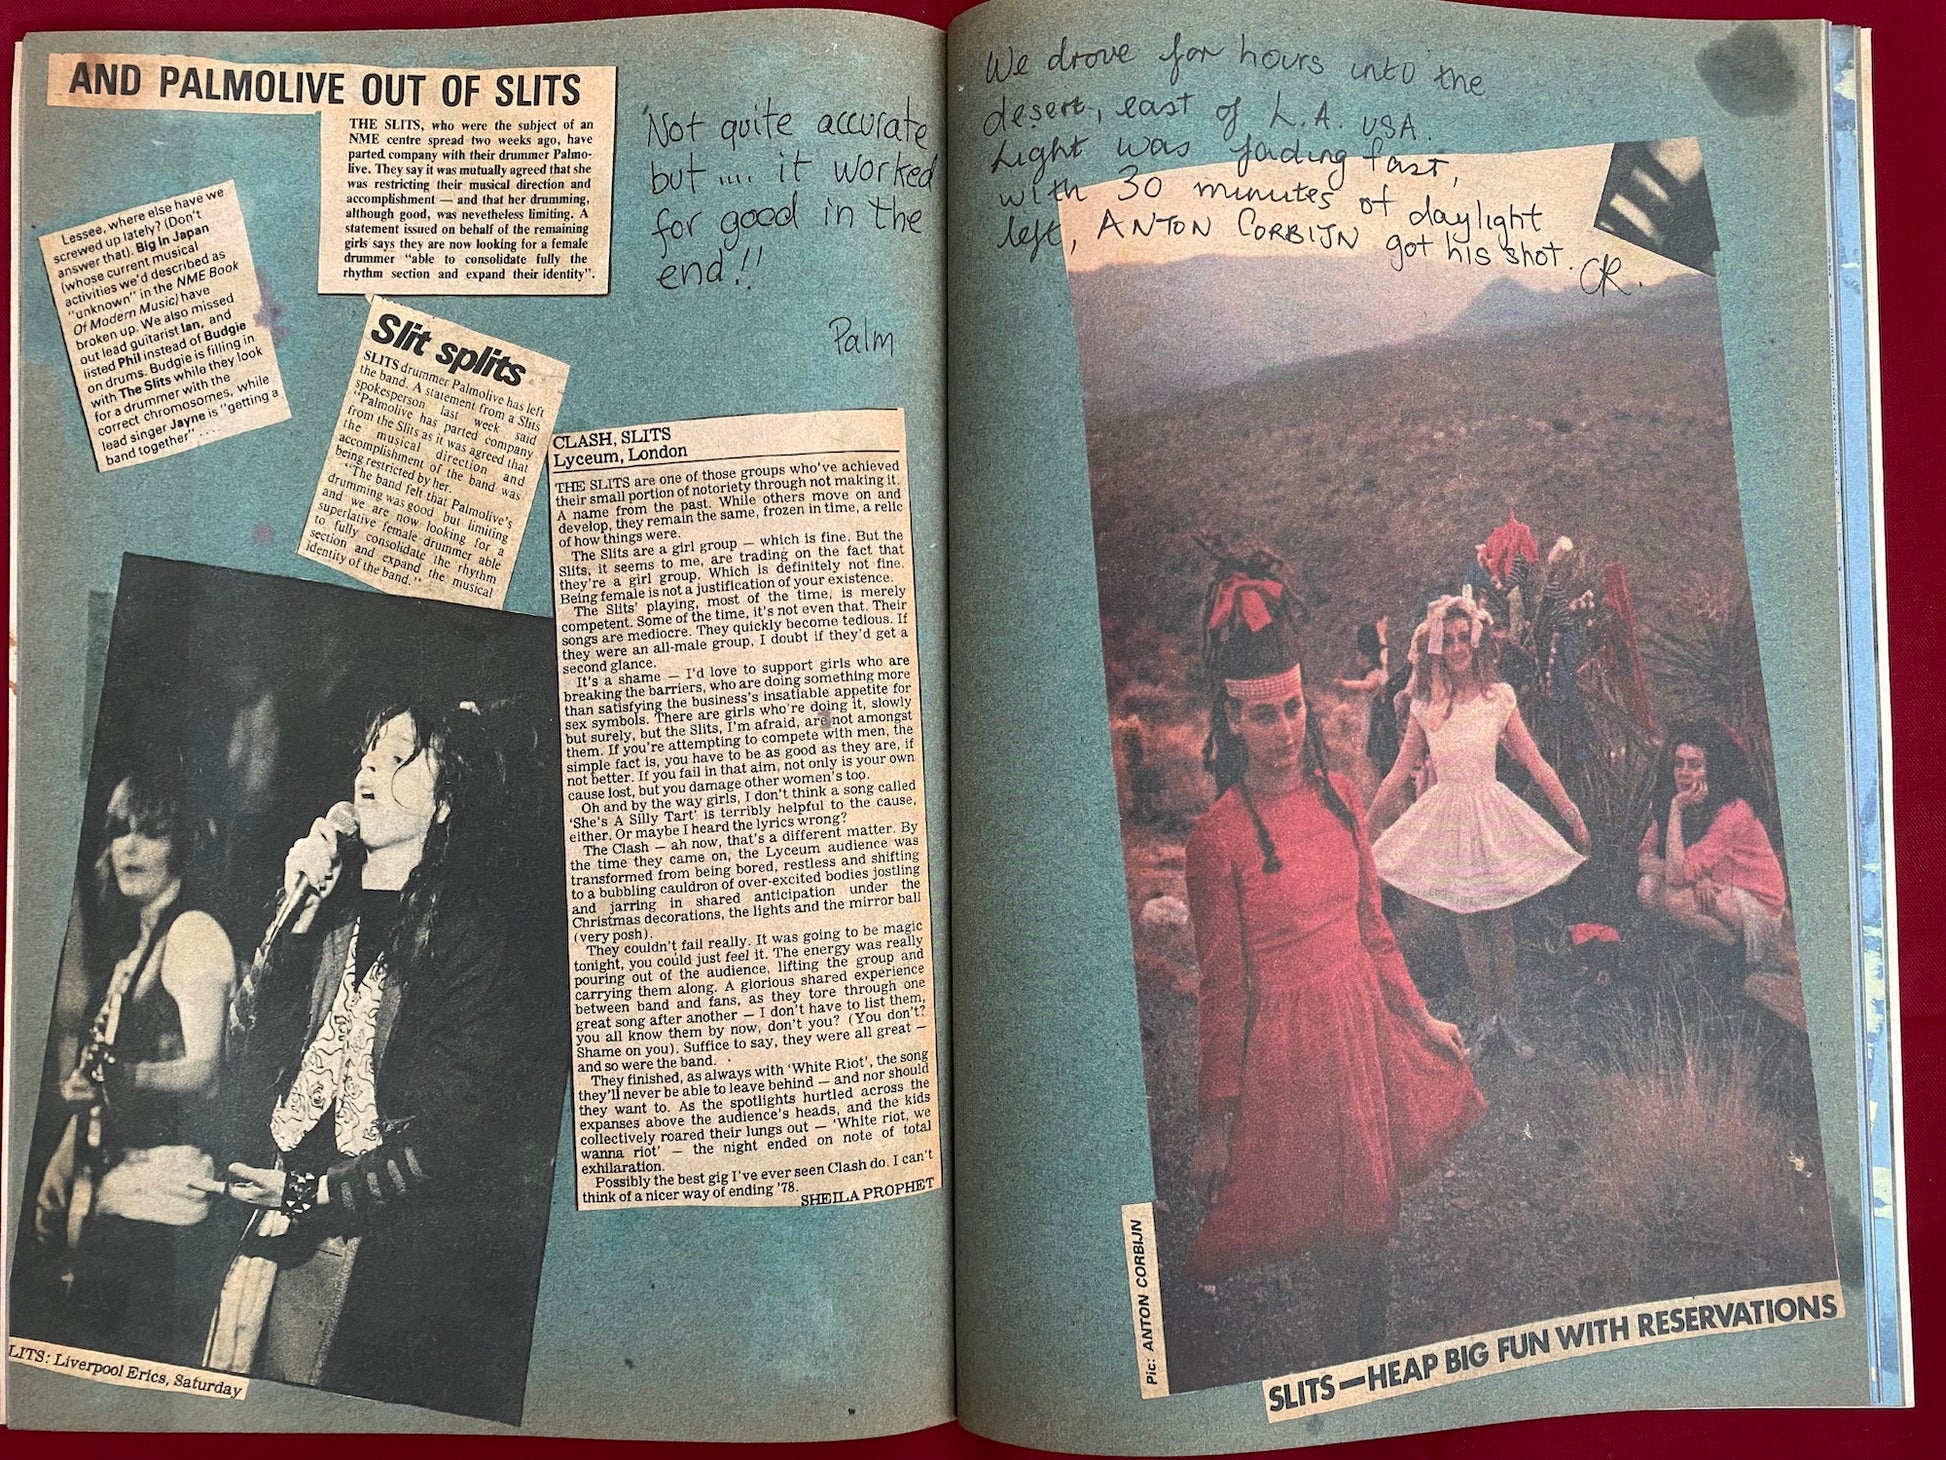 AND PALMOLIVE OUT OF SLITS
THE SLITS, who were the subject of an
NME centre spread two weeks ago, have
parted company with their drummer Palmo-
live. They say it was mutually agreed that she
was restricting their musical direction and
accomplishment — and that her drumming,
although good, was nevetheless limiting. A
statement issued on behalf of the remaining
girls says they are now looking for a female
drummer "able to consolidate fully the
rhythm section and expand their identity".
'Not quite accurate
but .... it worked
for good in the
end!!
Palm
Lessee, where else have we
screwed up lately? (Don't
answer that). Big In Japan
(whose current musical
activities we'd described as
"unknown" in the NME Book
Of Modern Music) have
broken up. We also missed
out lead guitarist Ian, and
listed Phil instead of Budgie
on drums. Budgie is filling in
with The Slits while they look
for a drummer with the
correct chromosomes, while
lead singer Jayne is "getting a
band together" ....
Slit splits
SLITS drummer Palmolive has left
the band. A statement from a Slits
spokesperson last week said
"Palmolive has parted company
from the Slits as it was agreed that
the musical direction and
accomplishment of the band was
being restricted by her.
"The band felt that Palmolive's
drumming was good but limiting
and we are now looking for a
superlative female drummer able
to fully consolidate the rhythm
section and expand the musical
identity of the band."
CLASH, SLITS
Lyceum, London
THE SLITS are one of those groups who've achieved
their small portion of notoriety through not making it.
A name from the past. While others move on and
develop, they remain the same, frozen in time, a relic
of how things were.
The Slits are a girl group — which is fine. But the
Slits, it seems to me, are trading on the fact that
they're a girl group. Which is definitely not fine.
Being female is not a justification of your existence.
The Slits' playing, most of the time, is merely
competent. Some of the time, it's not even that. Their
songs are mediocre. They quickly become tedious. If
they were an all-male group, I doubt if they'd get a
second glance.
It's a shame — I'd love to support girls who are
breaking the barriers, who are doing something more
than satisfying the business's insatiable appetite for
sex symbols. There are girls who're doing it, slowly
but surely, but the Slits, I'm afraid, are not amongst
them. If you're attempting to compete with men, the
simple fact is, you have to be as good as they are, if
not better. If you fail in that aim, not only is your own
cause lost, but you damage other women's too.
Oh and by the way girls, I don't think a song called
'She's A Silly Tart' is terribly helpful to the cause,
either. Or maybe I heard the lyrics wrong?
The Clash — ah now, that's a different matter. By
the time they came on, the Lyceum audience was
transformed from being bored, restless and shifting
to a bubbling cauldron of over-excited bodies jostling
and jarring in shared anticipation under the
Christmas decorations, the lights and the mirror ball
(very posh).
They couldn't fail really. It was going to be magic
tonight, you could just feel it. The energy was really
pouring out of the audience, lifting the group and
carrying them along. A glorious shared experience
between band and fans, as they tore through one
great song after another — I don't have to list them,
you all know them by now, don't you? (You don't?
Shame on you). Suffice to say, they were all great —
and so were the band.
They finished, as always with 'White Riot', the song
they'll never be able to leave behind — and nor should
they want to. As the spotlights hurtled across the
expanses above the audience's heads, and the kids
collectively roared their lungs out — 'White riot, we
wanna riot' — the night ended on note of total
exhilaration.
Possibly the best gig I've ever seen Clash do. I can't
think of a nicer way of ending '78.
SHEILA PROPHET
LITS: Liverpool Erics, Saturday
We drove for hours into the
desert, east of L.A. USA.
Light was fading fast,
with 30 minutes of daylight
left, ANTON CORBIJN got his shot.
CR.
Pic: ANTON CORBIJN
SLITS—HEAP BIG FUN WITH RESERVATIONS